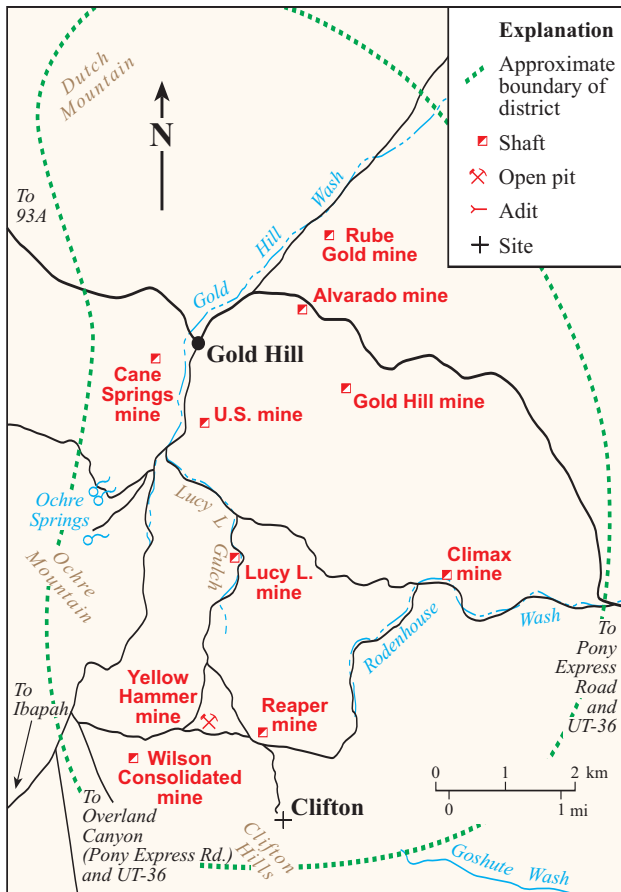 Explanation
Approximate
boundary of
district
Shaft
Open pit
Adit
Site
Dutch
Mountain
N
To
93A
Gold Hill Wash
Rube
Gold mine
Alvarado mine
Gold Hill
Cane
Springs
mine
U.S. mine
Gold Hill mine
Ochre
Springs
Lucy L
Gulch
Ochre
Mountain
Lucy L.
mine
Climax
mine
Rodenhouse
Wash
To
Pony
Express
Road
and
UT-36
To
Ibapah
Yellow
Hammer
mine
Reaper
mine
Wilson
Consolidated
mine
0 1 2 km
0 1 mi
To
Overland
Canyon
(Pony Express Rd.)
and UT-36
Clifton
Clifton
Hills
Goshute Wash